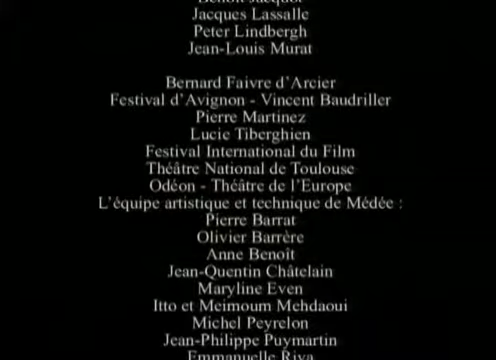 Benoît Jacquot
Jacques Lassalle
Peter Lindbergh
Jean-Louis Murat
Bernard Faivre d'Arcier
Festival d'Avignon - Vincent Baudriller
Pierre Martinez
Lucie Tiberghien
Festival International du Film
Théâtre National de Toulouse
Odéon - Théâtre de l'Europe
L'équipe artistique et technique de Médée :
Pierre Barrat
Olivier Barrère
Anne Benoît
Jean-Quentin Châtelain
Maryline Even
Itto et Meimoum Mehdaoui
Michel Peyrelon
Jean-Philippe Puymartin
Emmanuelle Riva